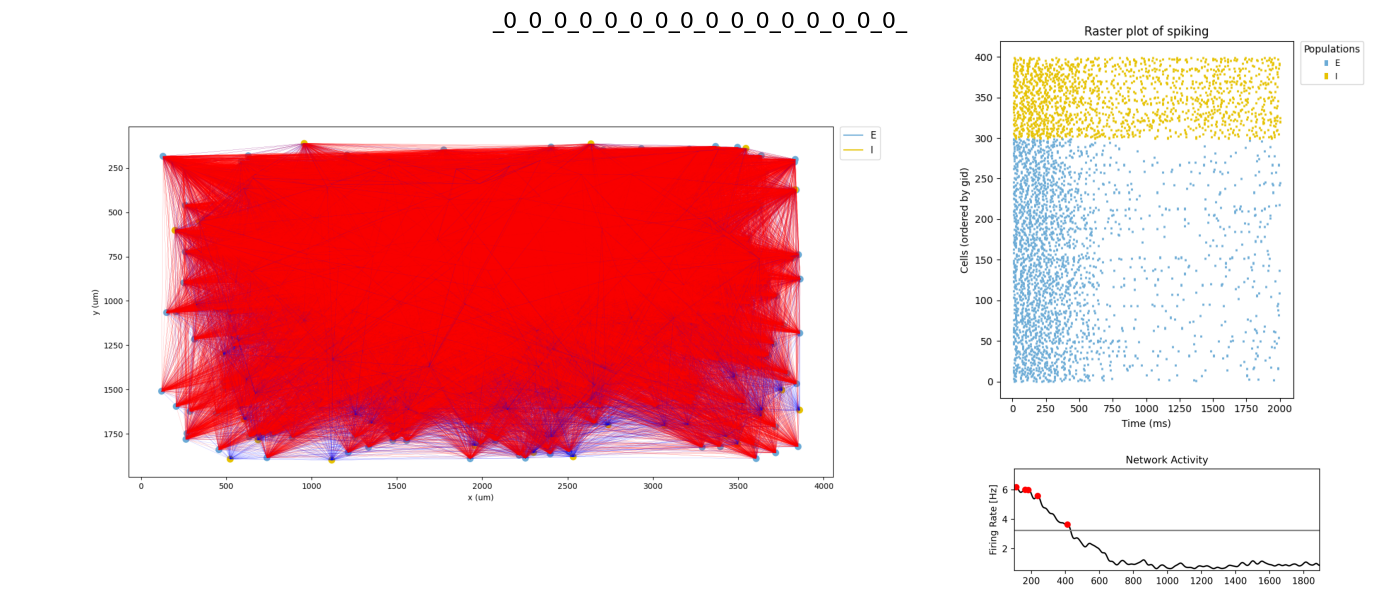 _0_0_0_0_0_0_0_0_0_0_0_0_0_0_0_0_
Raster plot of spiking
Populations
E
I
400
350
300
250
200
150
100
50
0
Cells (ordered by gid)
0 250 500 750 1000 1250 1500 1750 2000
Time (ms)
E
I
250
500
750
1000
1250
1500
1750
y (um)
0 500 1000 1500 2000 2500 3000 3500 4000
x (um)
Network Activity
6
4
2
Firing Rate [Hz]
200 400 600 800 1000 1200 1400 1600 1800